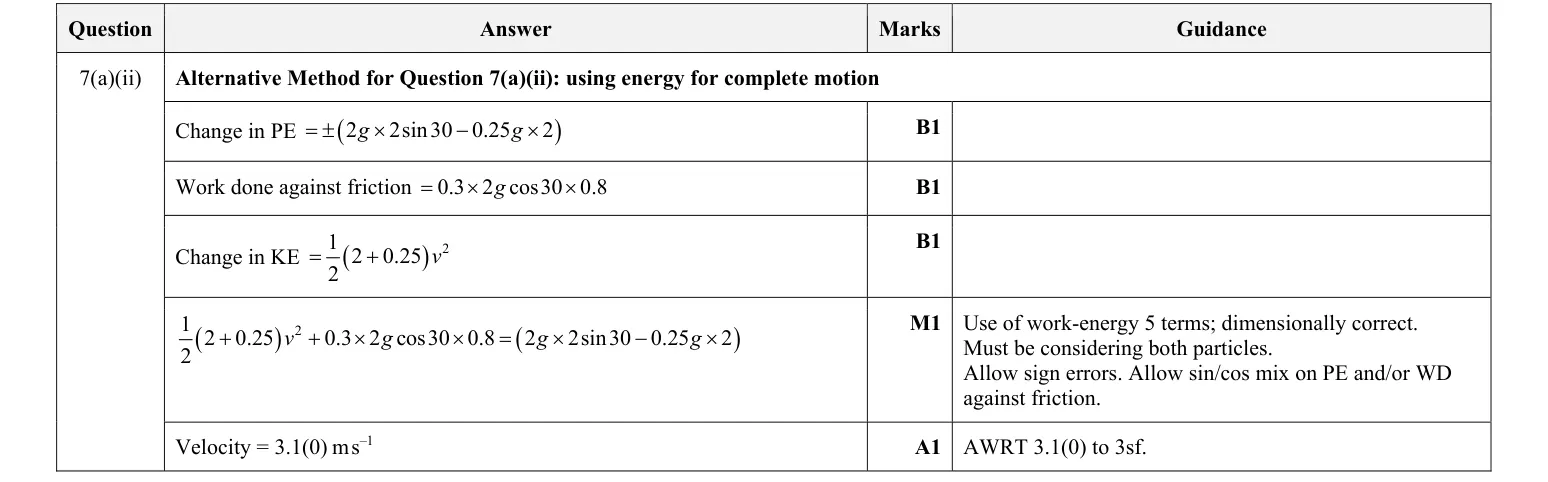 Question Answer Marks Guidance
7(a)(ii) Alternative Method for Question 7(a)(ii): using energy for complete motion
Change in PE = ±(2g × 2sin30 − 0.25g × 2) B1
Work done against friction = 0.3 × 2g cos30 × 0.8 B1
Change in KE = 1/2 (2 + 0.25)v² B1
1/2 (2 + 0.25)v² + 0.3 × 2g cos30 × 0.8 = (2g × 2sin30 − 0.25g × 2) M1 Use of work-energy 5 terms; dimensionally correct.
Must be considering both particles.
Allow sign errors. Allow sin/cos mix on PE and/or WD
against friction.
Velocity = 3.1(0) ms⁻¹ A1 AWRT 3.1(0) to 3sf.